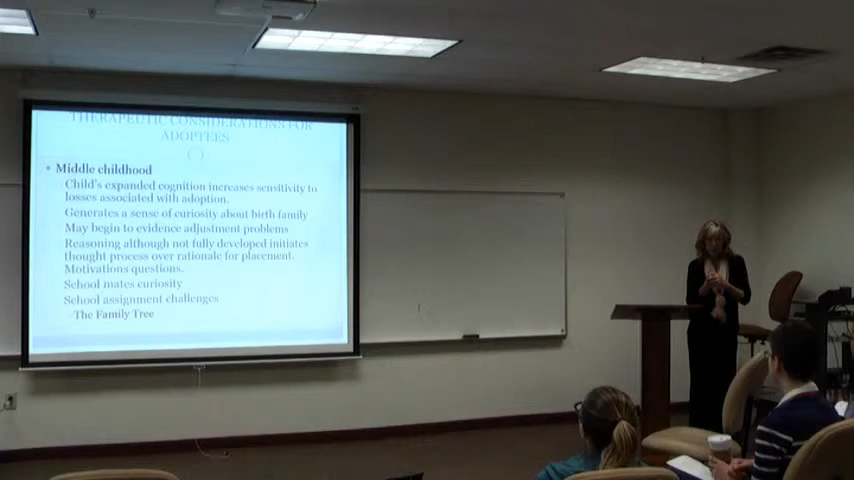 THERAPEUTIC CONSIDERATIONS FOR
ADOPTEES
• Middle childhood
Child's expanded cognition increases sensitivity to
losses associated with adoption.
Generates a sense of curiosity about birth family
May begin to evidence adjustment problems
Reasoning although not fully developed initiates
thought process over rationale for placement.
Motivations questions.
School mates curiosity
School assignment challenges
The Family Tree